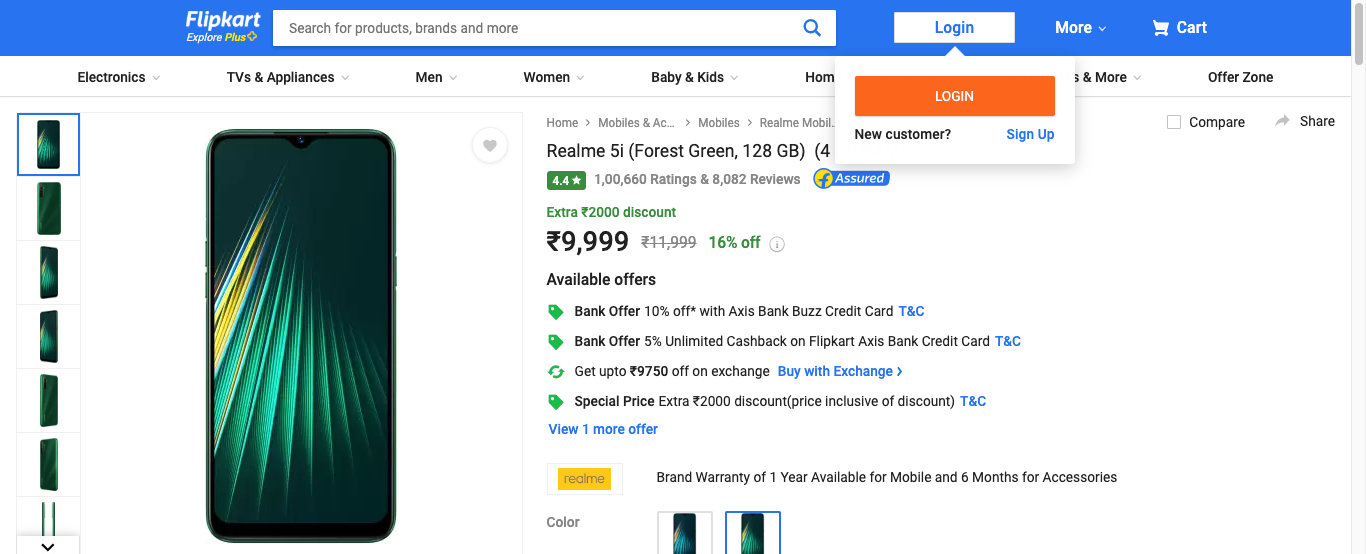 Flipkart
Explore Plus
Search for products, brands and more
Login
More
Cart
Electronics
TVs & Appliances
Men
Women
Baby & Kids
Hom
s & More
Offer Zone
LOGIN
New customer? Sign Up
Home
Mobiles & Ac...
Mobiles
Realme Mobil..
Compare
Share
Realme 5i (Forest Green, 128 GB) (4
4.4★ 1,00,660 Ratings & 8,082 Reviews
Assured
Extra ₹2000 discount
₹9,999 ₹11,999 16% off
Available offers
Bank Offer 10% off* with Axis Bank Buzz Credit Card T&C
Bank Offer 5% Unlimited Cashback on Flipkart Axis Bank Credit Card T&C
Get upto ₹9750 off on exchange Buy with Exchange
Special Price Extra ₹2000 discount(price inclusive of discount) T&C
View 1 more offer
realme
Brand Warranty of 1 Year Available for Mobile and 6 Months for Accessories
Color